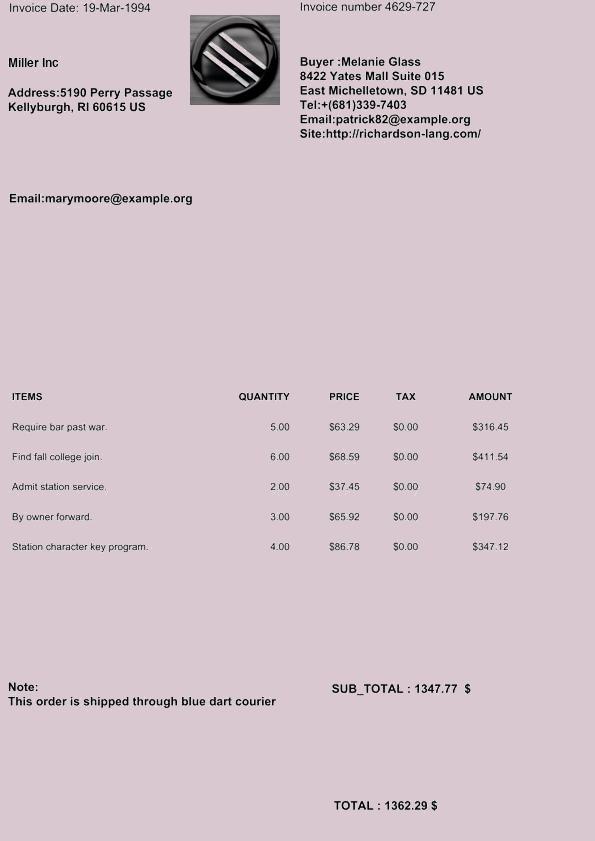 Invoice Date: 19-Mar-1994
Invoice number 4629-727
Miller Inc
Address:5190 Perry Passage
Kellyburgh, RI 60615 US
Buyer :Melanie Glass
8422 Yates Mall Suite 015
East Michelletown, SD 11481 US
Tel:+(681)339-7403
Email:patrick82@example.org
Site:http://richardson-lang.com/
Email:marymoore@example.org
ITEMS QUANTITY PRICE TAX AMOUNT
Require bar past war. 5.00 $63.29 $0.00 $316.45
Find fall college join. 6.00 $68.59 $0.00 $411.54
Admit station service. 2.00 $37.45 $0.00 $74.90
By owner forward. 3.00 $65.92 $0.00 $197.76
Station character key program. 4.00 $86.78 $0.00 $347.12
Note:
This order is shipped through blue dart courier
SUB_TOTAL : 1347.77 $
TOTAL : 1362.29 $